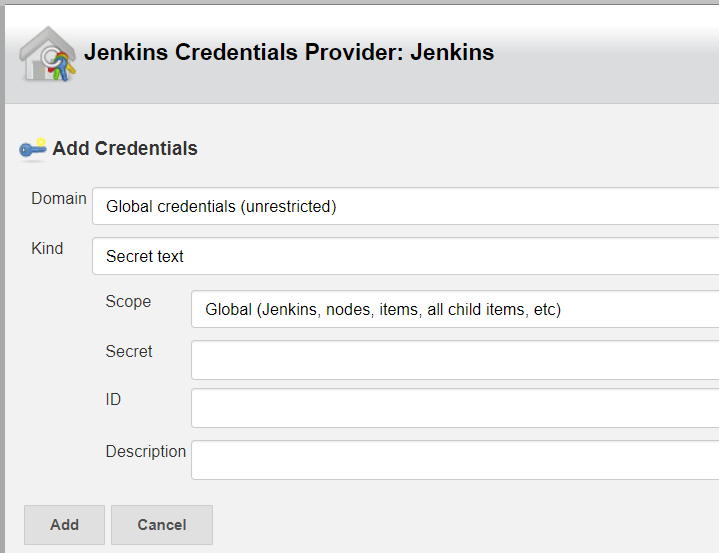 Jenkins Credentials Provider: Jenkins
Add Credentials
Domain Global credentials (unrestricted)
Kind Secret text
Scope Global (Jenkins, nodes, items, all child items, etc)
Secret
ID
Description
Add Cancel